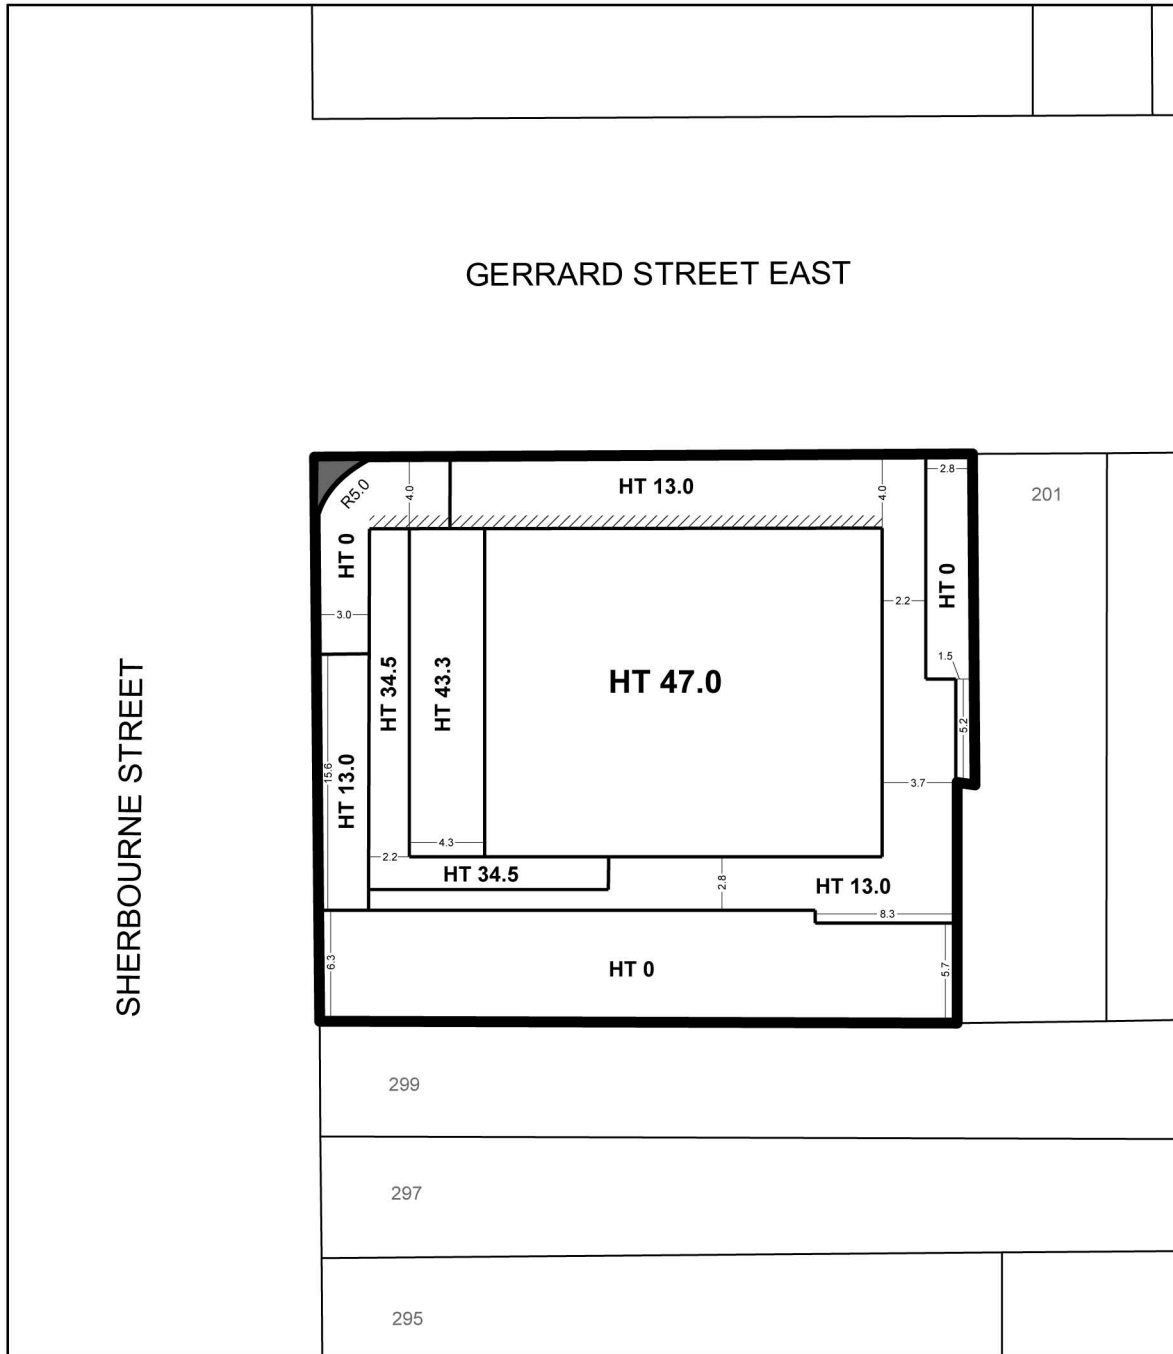 GERRARD STREET EAST
SHERBOURNE STREET
R5.0
4.0
HT 13.0
4.0
2.8
201
HT 0
3.0
HT 34.5
HT 43.3
HT 47.0
2.2
HT 0
1.5
5.2
15.6
HT 13.0
3.7
4.3
2.2
HT 34.5
2.8
HT 13.0
8.3
6.3
HT 0
5.7
299
297
295